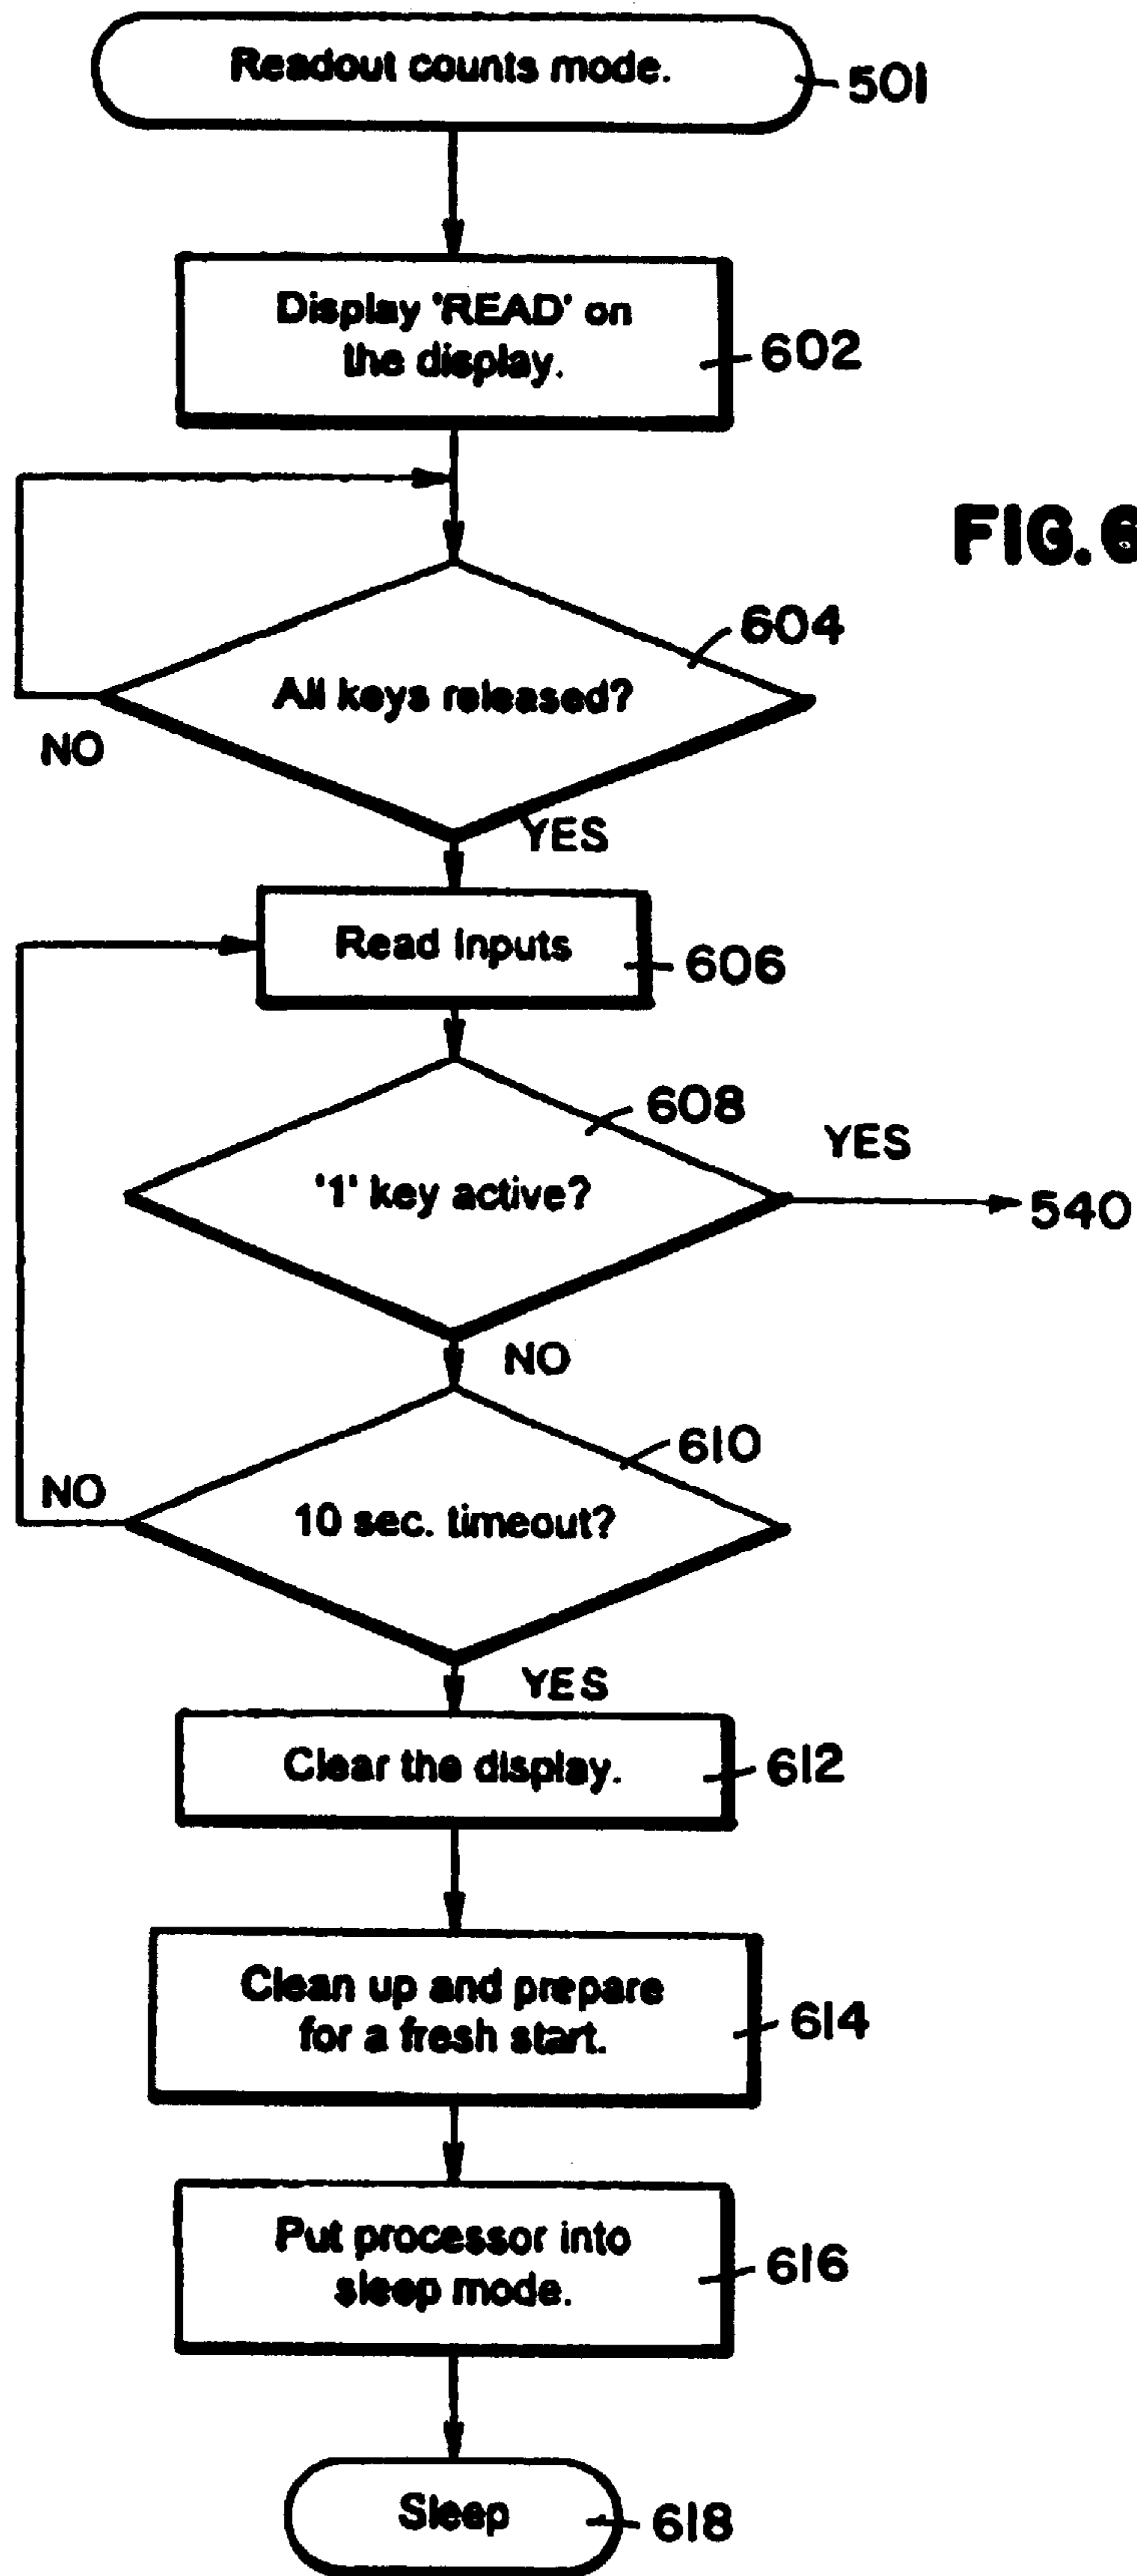 Readout counts mode.
501
Display 'READ' on
the display.
602
FIG. 6
604
All keys released?
NO
YES
Read Inputs
606
608
YES
'1' key active?
540
NO
610
NO
10 sec. timeout?
YES
Clear the display.
612
Clean up and prepare
for a fresh start.
614
Put processor into
sleep mode.
616
Sleep
618